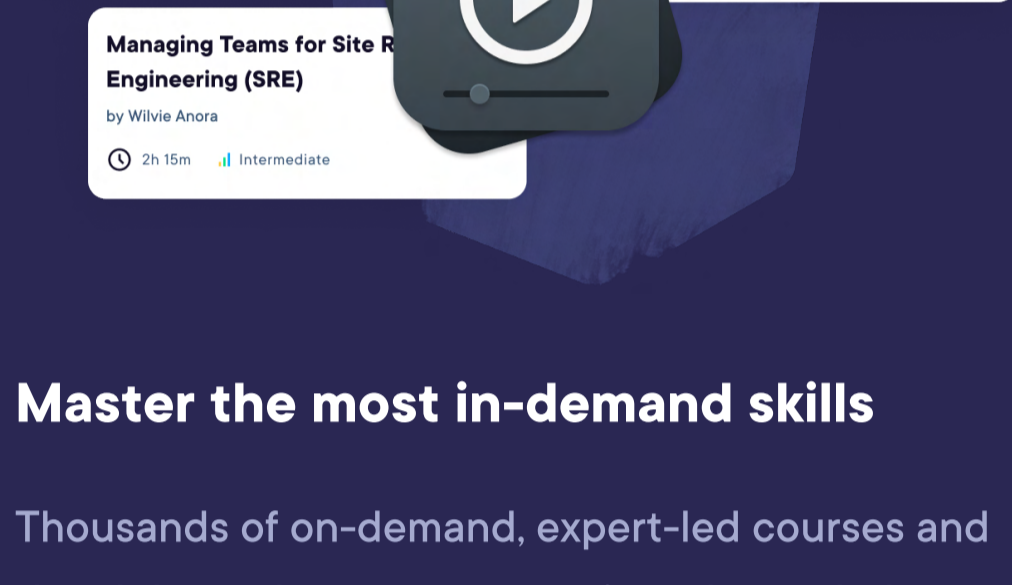 Managing Teams for Site R
Engineering (SRE)
by Wilvie Anora
2h 15m Intermediate
Master the most in-demand skills
Thousands of on-demand, expert-led courses and